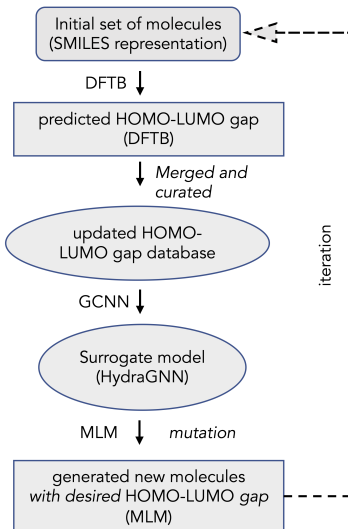 Initial set of molecules
(SMILES representation)
DFTB
predicted HOMO-LUMO gap
(DFTB)
Merged and
curated
updated HOMO-
LUMO gap database
GCNN
Surrogate model
(HydraGNN)
MLM mutation
generated new molecules
with desired HOMO-LUMO gap
(MLM)
iteration